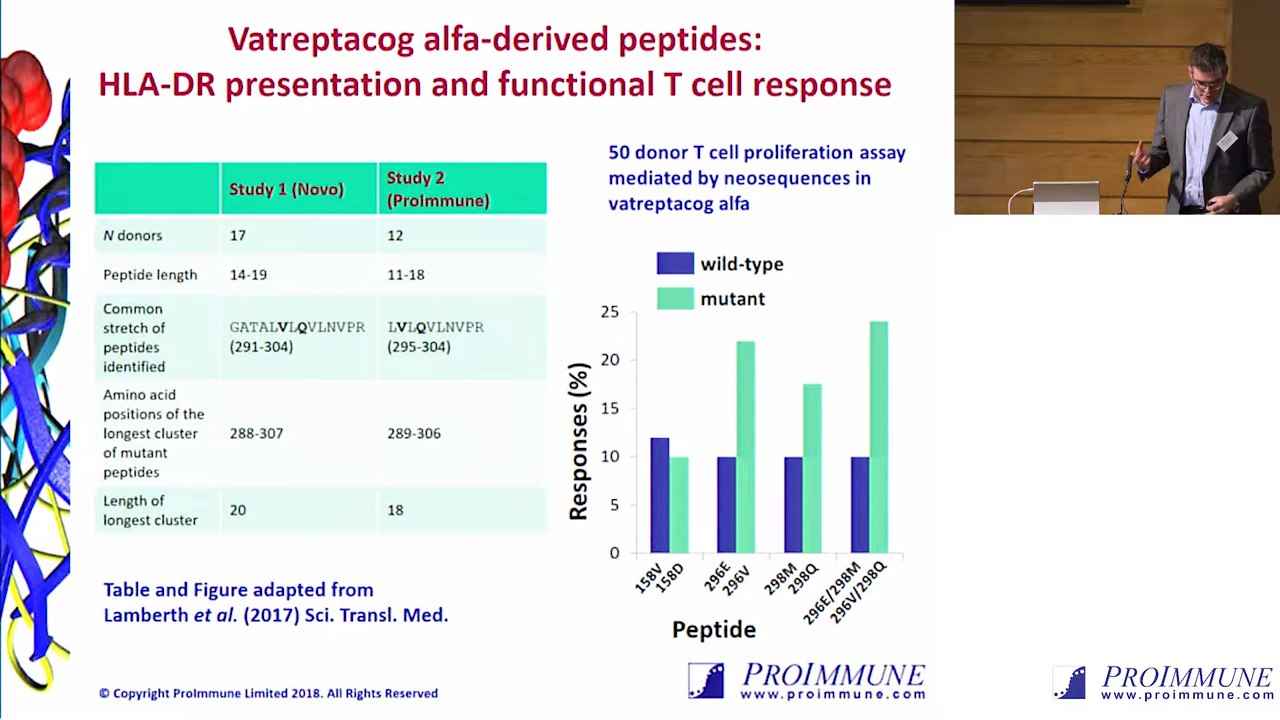 Vatreptacog alfa-derived peptides:
HLA-DR presentation and functional T cell response
Study 1 (Novo)
Study 2
(ProImmune)
N donors
17
12
Peptide length
14-19
11-18
Common
stretch of
peptides
identified
GATALVLQVLNVPR
(291-304)
LVLQVLNVPR
(295-304)
Amino acid
positions of the
longest cluster
of mutant
peptides
288-307
289-306
Length of
longest cluster
20
18
Table and Figure adapted from
Lamberth et al. (2017) Sci. Transl. Med.
50 donor T cell proliferation assay
mediated by neosequences in
vatreptacog alfa
wild-type
mutant
Responses (%)
25
20
15
10
5
0
158V
158D
296E
296V
298M
298Q
296E/298M
296V/298Q
Peptide
© Copyright ProImmune Limited 2018. All Rights Reserved
PROIMMUNE
www.proimmune.com
PROIMMUNE
www.proimmune.com